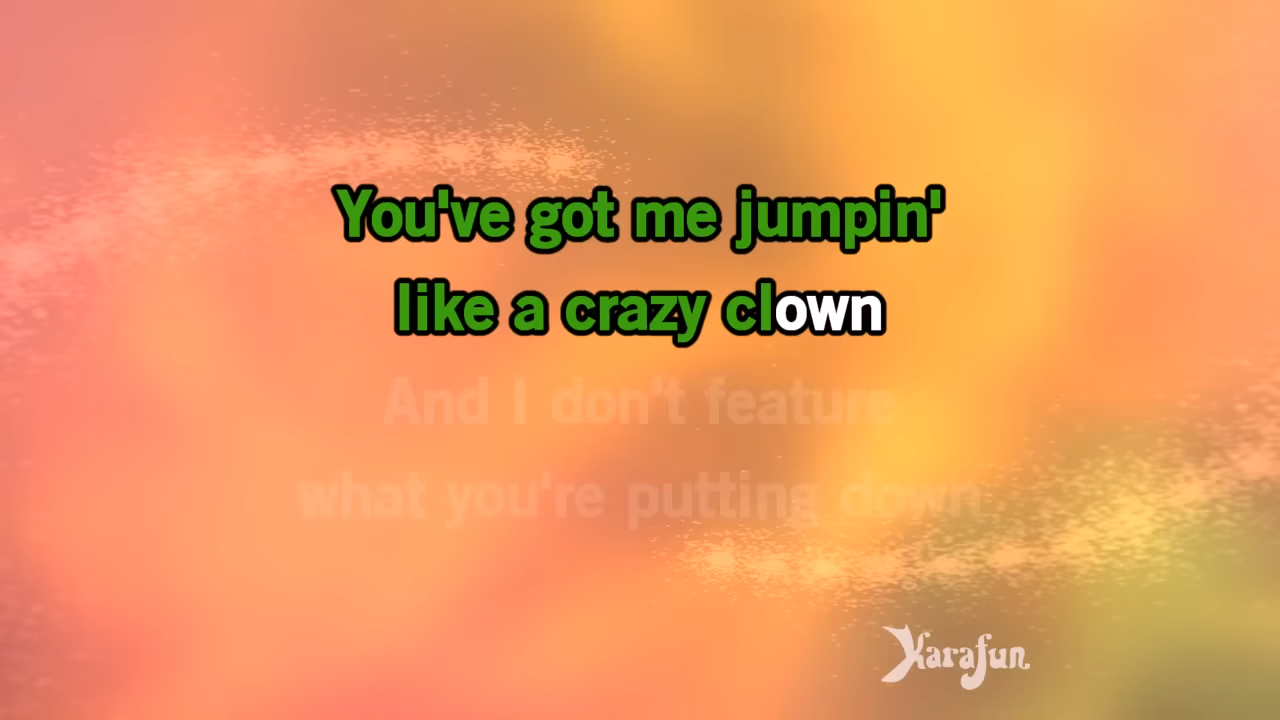 You've got me jumpin'
like a crazy clown
And I don't feature
what you're putting down
Karafun